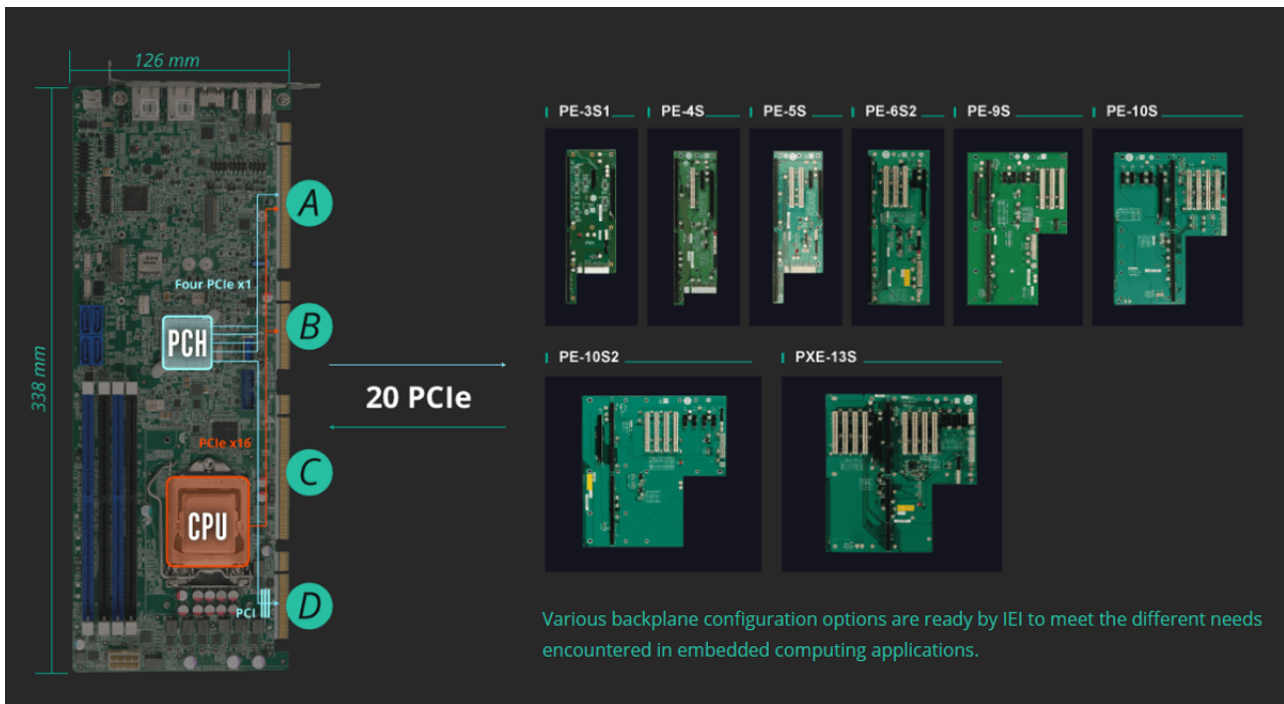 126 mm
338 mm
A
Four PCIe x1
B
PCH
20 PCIe
PCIe x16
C
CPU
PCI
D
PE-3S1
PE-4S
PE-5S
PE-6S2
PE-9S
PE-10S
PE-10S2
PXE-13S
Various backplane configuration options are ready by IEI to meet the different needs
encountered in embedded computing applications.